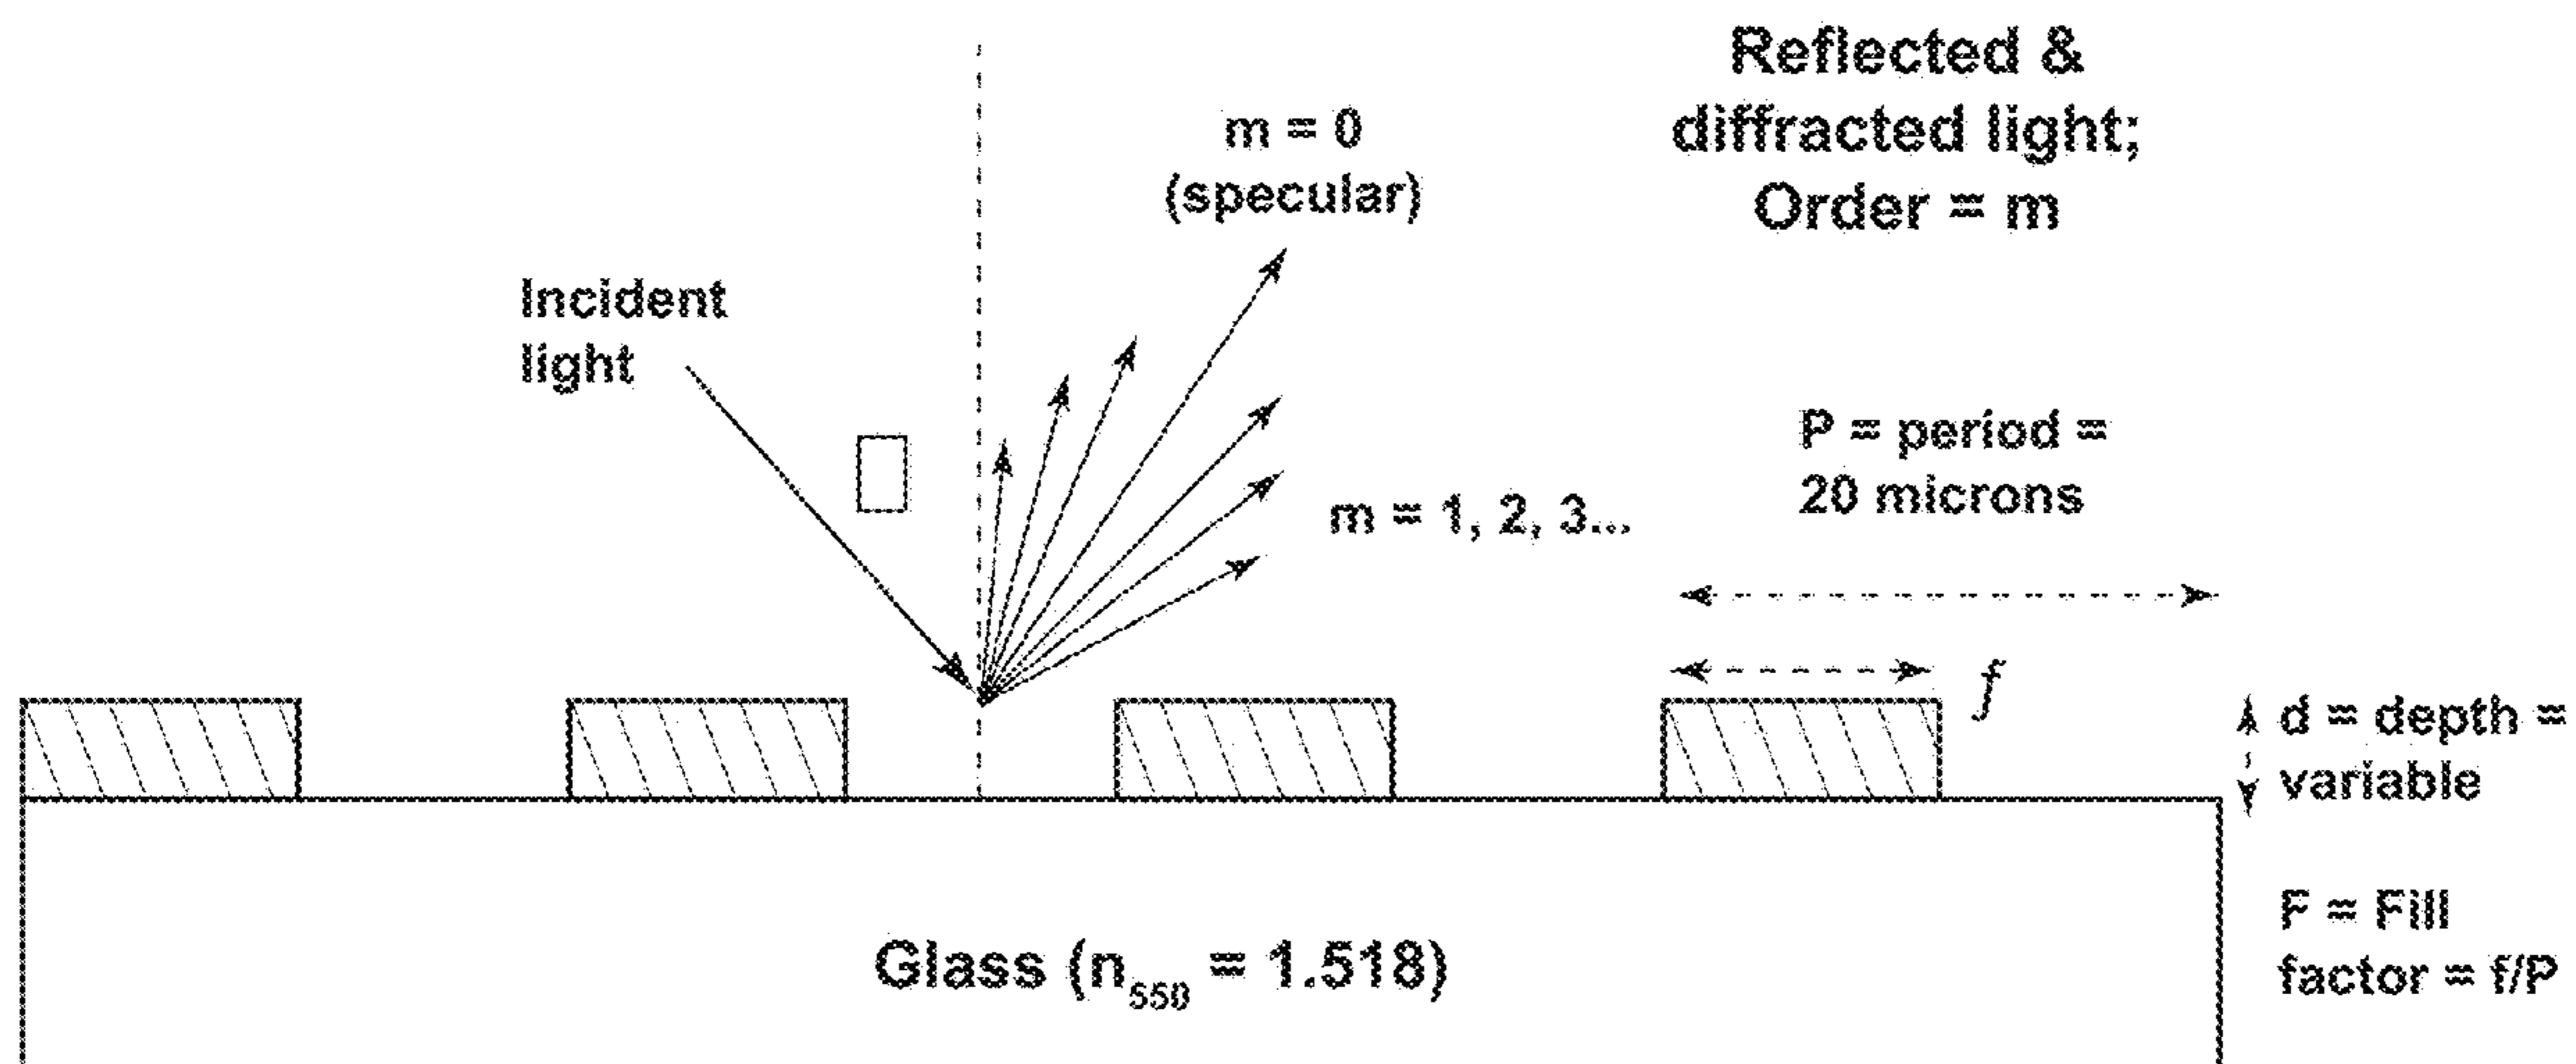 Reflected &
diffracted light;
Order = m
m = 0
(specular)
Incident
light
P = period =
20 microns
m = 1, 2, 3...
f
d = depth =
variable
F = Fill
factor = f/P
Glass (n₅₅₀ = 1.518)